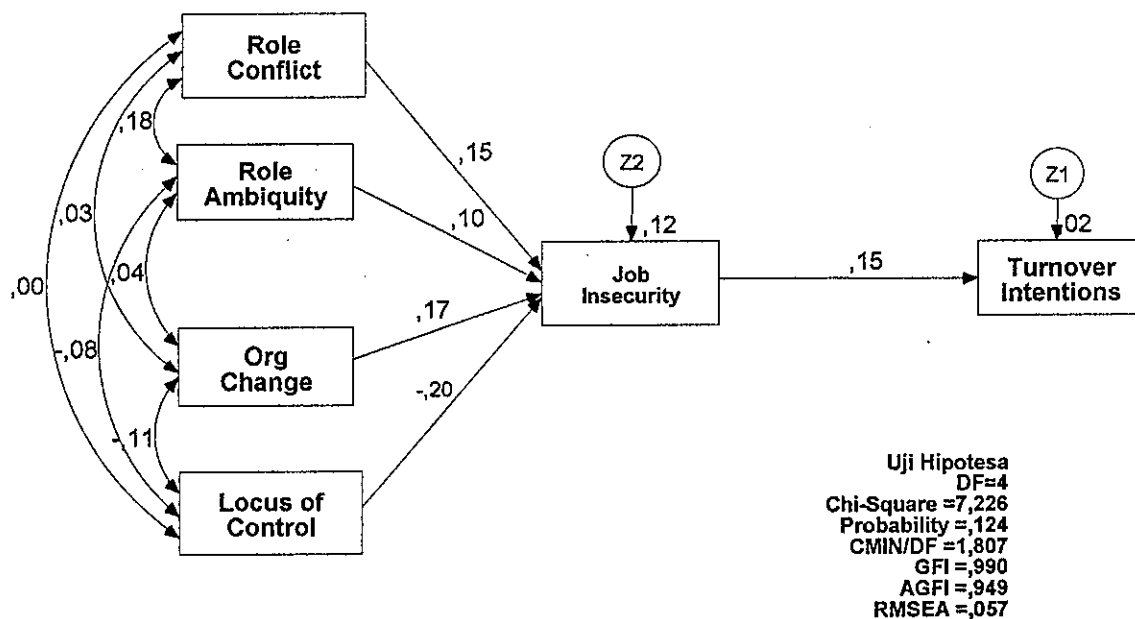 Role
Conflict
,18
Role
Ambiquity
,03
,04
,00
-,08
Org
Change
-,11
Locus of
Control
,15
,10
,17
-,20
Z2
,12
Job
Insecurity
,15
Z1
02
Turnover
Intentions
Uji Hipotesa
DF=4
Chi-Square =7,226
Probability =,124
CMIN/DF =1,807
GFI =,990
AGFI =,949
RMSEA =,057